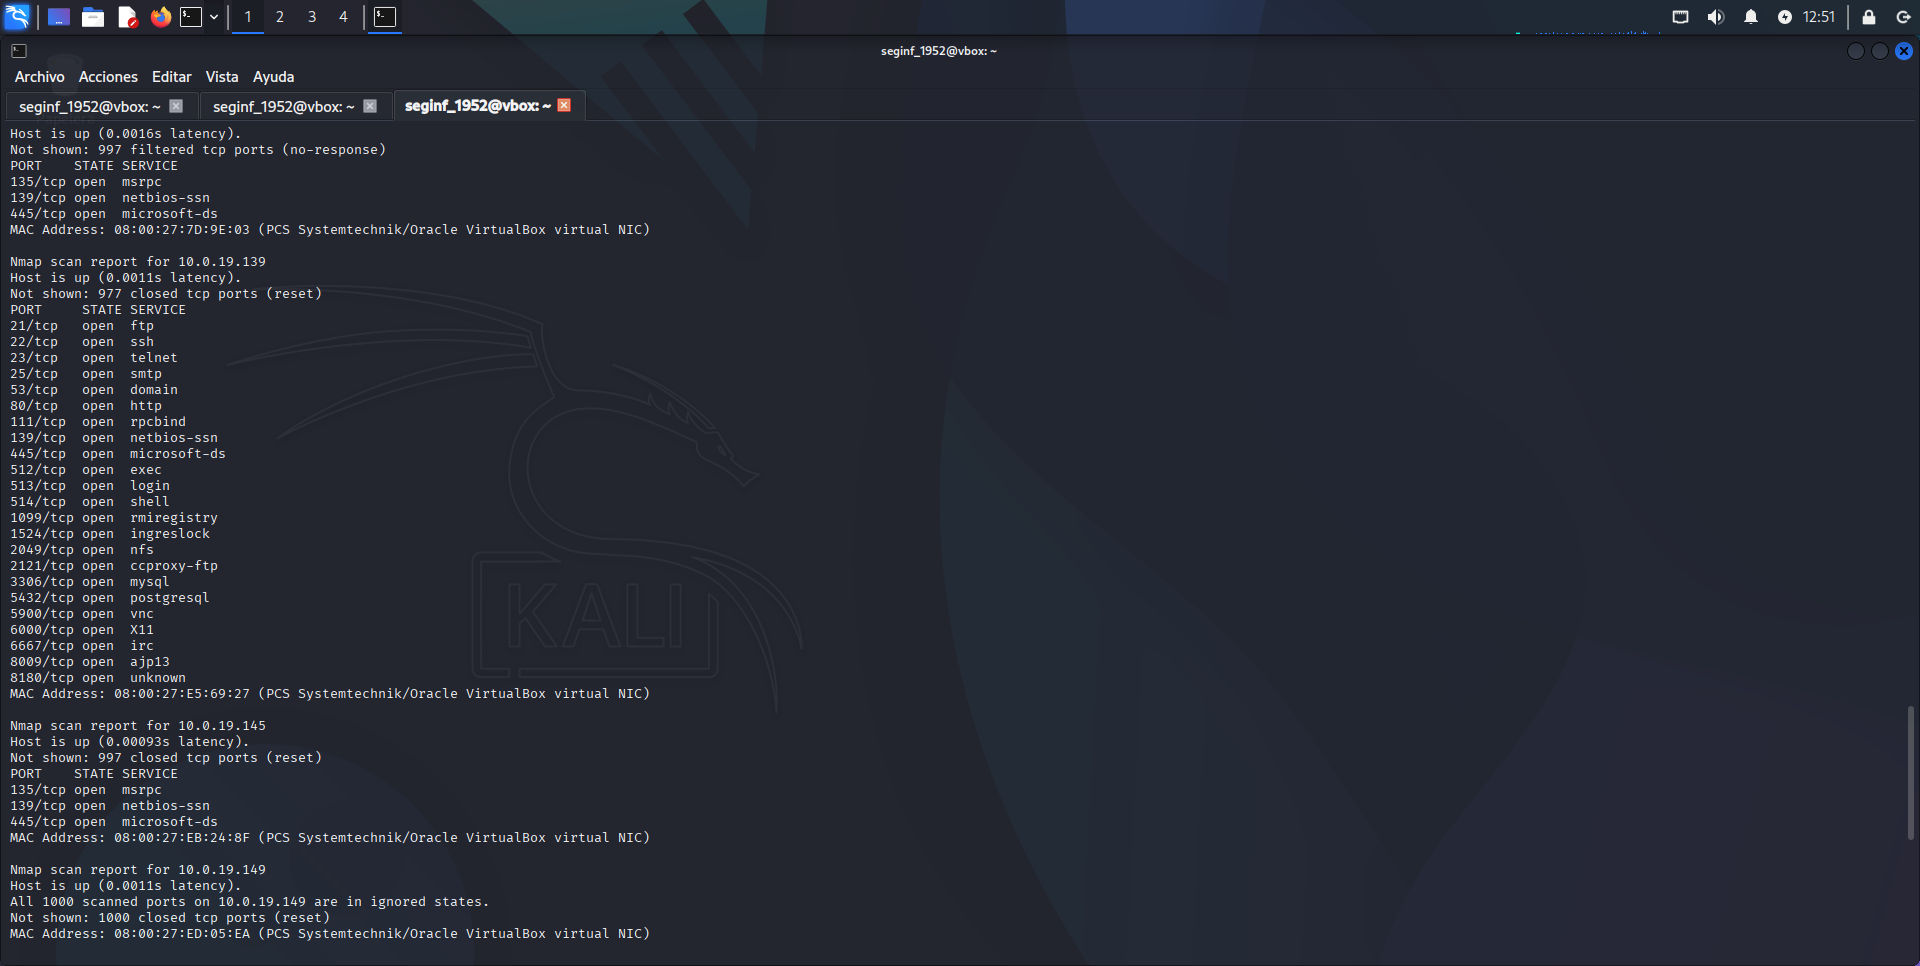 1 2 3 4 12:51
seginf_1952@vbox: ~
Archivo Acciones Editar Vista Ayuda
seginf_1952@vbox: ~ seginf_1952@vbox: ~ seginf_1952@vbox: ~
Host is up (0.0016s latency).
Not shown: 997 filtered tcp ports (no-response)
PORT    STATE SERVICE
135/tcp open  msrpc
139/tcp open  netbios-ssn
445/tcp open  microsoft-ds
MAC Address: 08:00:27:7D:9E:03 (PCS Systemtechnik/Oracle VirtualBox virtual NIC)
Nmap scan report for 10.0.19.139
Host is up (0.0011s latency).
Not shown: 977 closed tcp ports (reset)
PORT     STATE SERVICE
21/tcp   open  ftp
22/tcp   open  ssh
23/tcp   open  telnet
25/tcp   open  smtp
53/tcp   open  domain
80/tcp   open  http
111/tcp  open  rpcbind
139/tcp  open  netbios-ssn
445/tcp  open  microsoft-ds
512/tcp  open  exec
513/tcp  open  login
514/tcp  open  shell
1099/tcp open  rmiregistry
1524/tcp open  ingreslock
2049/tcp open  nfs
2121/tcp open  ccproxy-ftp
3306/tcp open  mysql
5432/tcp open  postgresql
5900/tcp open  vnc
6000/tcp open  X11
6667/tcp open  irc
8009/tcp open  ajp13
8180/tcp open  unknown
MAC Address: 08:00:27:E5:69:27 (PCS Systemtechnik/Oracle VirtualBox virtual NIC)
KALI
Nmap scan report for 10.0.19.145
Host is up (0.00093s latency).
Not shown: 997 closed tcp ports (reset)
PORT    STATE SERVICE
135/tcp open  msrpc
139/tcp open  netbios-ssn
445/tcp open  microsoft-ds
MAC Address: 08:00:27:EB:24:8F (PCS Systemtechnik/Oracle VirtualBox virtual NIC)
Nmap scan report for 10.0.19.149
Host is up (0.0011s latency).
All 1000 scanned ports on 10.0.19.149 are in ignored states.
Not shown: 1000 closed tcp ports (reset)
MAC Address: 08:00:27:ED:05:EA (PCS Systemtechnik/Oracle VirtualBox virtual NIC)